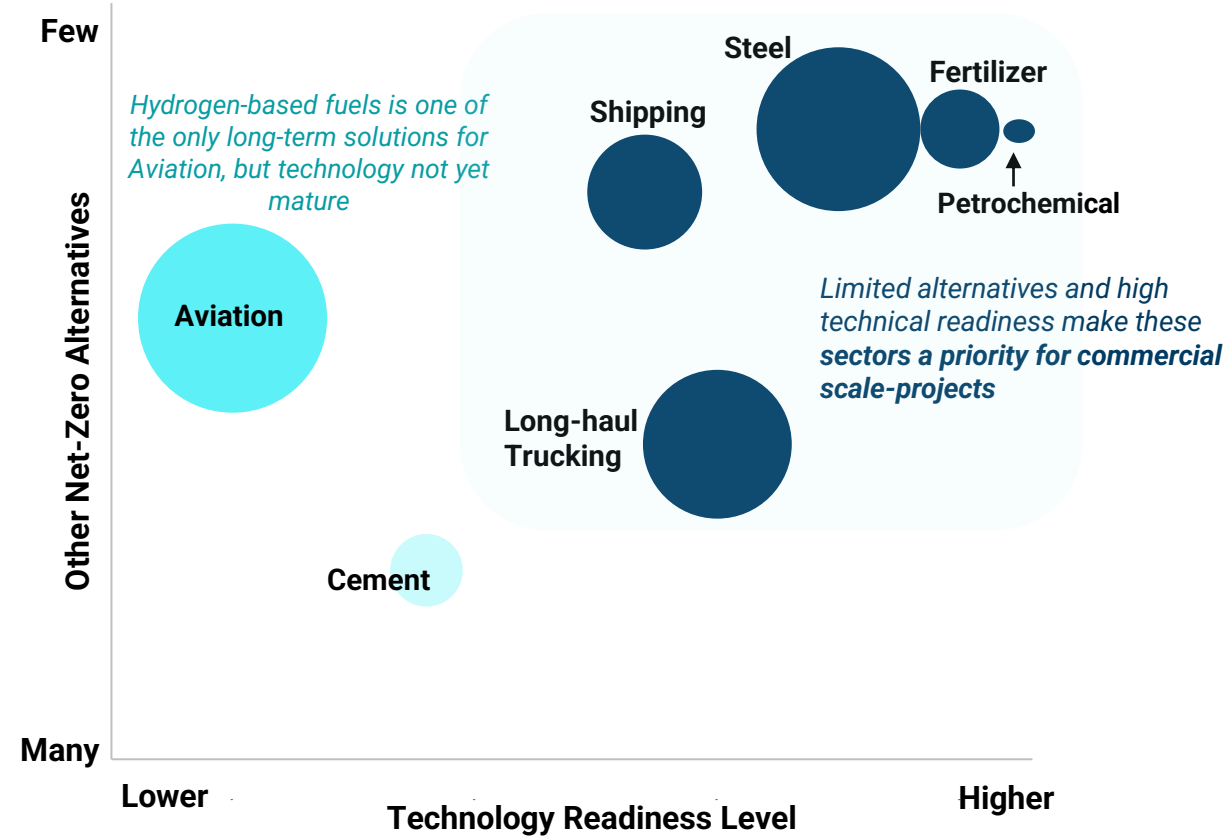 Few
Steel
Fertilizer
Hydrogen-based fuels is one of
the only long-term solutions for
Aviation, but technology not yet
mature
Shipping
Petrochemical
Other Net-Zero Alternatives
Aviation
Limited alternatives and high
technical readiness make these
sectors a priority for commercial
scale-projects
Long-haul
Trucking
Cement
Many
Lower
Higher
Technology Readiness Level